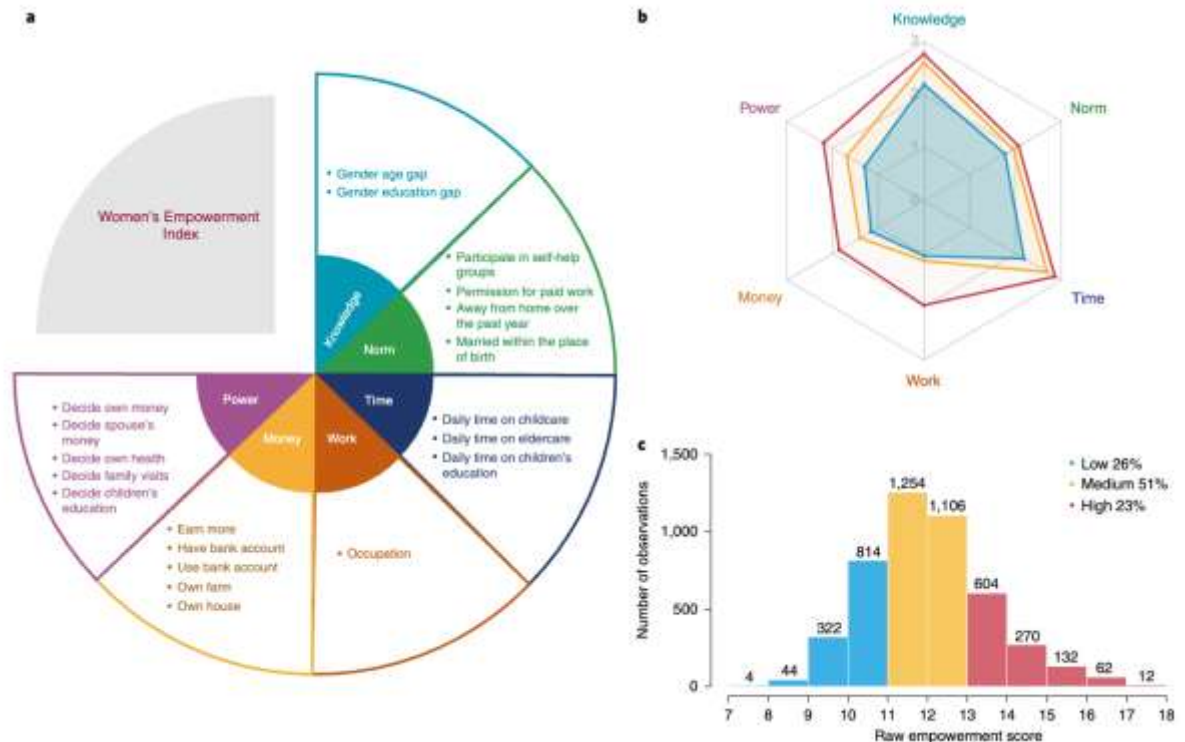 a
Women's Empowerment
Index
Knowledge
• Gender age gap
• Gender education gap
Norm
• Participate in self-help
groups
• Permission for paid work
• Away from home over
the past year
• Married within the place
of birth
Time
• Daily time on childcare
• Daily time on eldercare
• Daily time on children's
education
Work
• Occupation
Money
• Earn more
• Have bank account
• Use bank account
• Own farm
• Own house
Power
• Decide own money
• Decide spouse's
money
• Decide own health
• Decide family visits
• Decide children's
education
b
Knowledge
Norm
Time
Work
Money
Power
3
1
0
c
Number of observations
1,500
1,000
500
0
4
44
322
814
1,254
1,106
604
270
132
62
12
• Low 26%
• Medium 51%
• High 23%
7 8 9 10 11 12 13 14 15 16 17 18
Raw empowerment score